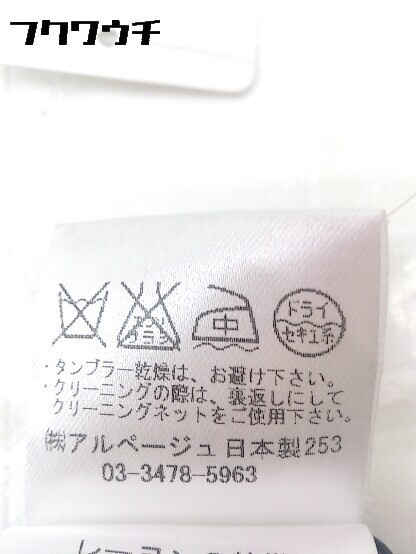 フクワウチ
エンソ
サラシ
中
ドライ
セキユ系
・タンブラー乾燥は、お避け下さい。
・クリーニングの際は、裏返しにして
クリーニングネットをご使用下さい。
㈱アルページュ日本製253
03-3478-5963